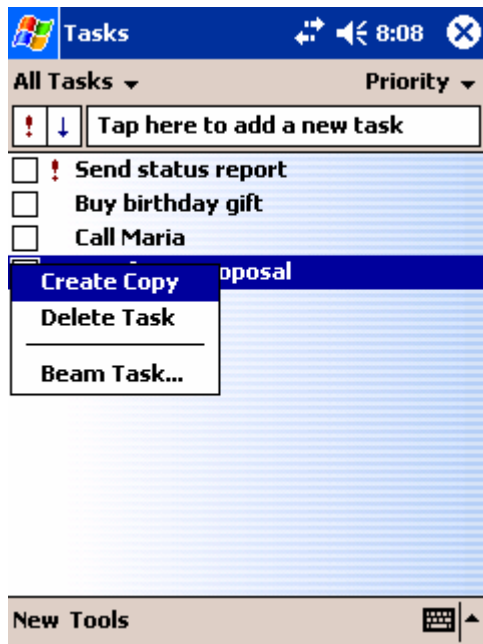 Tasks 8:08
All Tasks Priority
! ↓ Tap here to add a new task
! Send status report
Buy birthday gift
Call Maria
oposal
Create Copy
Delete Task
Beam Task...
New Tools